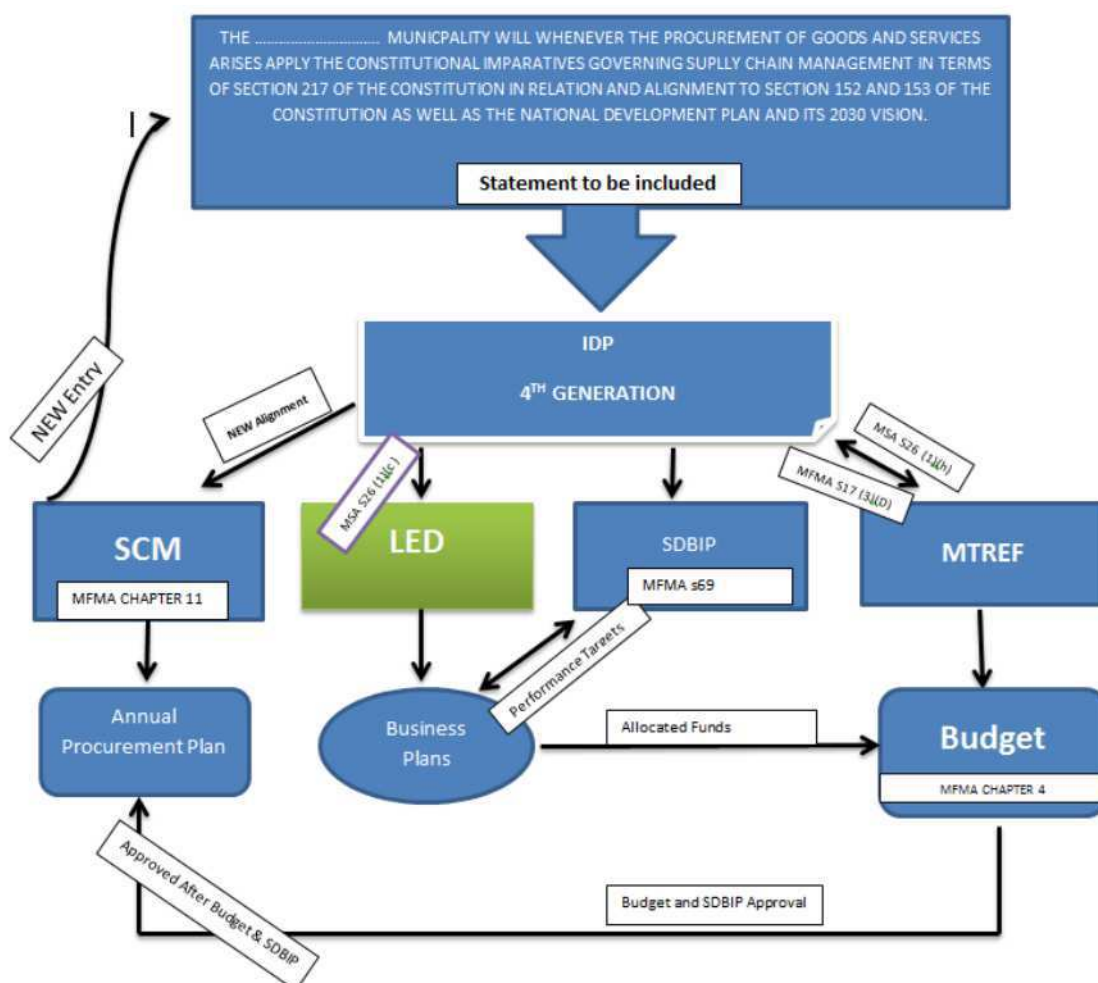 THE ................................ MUNICPALITY WILL WHENEVER THE PROCUREMENT OF GOODS AND SERVICES
ARISES APPLY THE CONSTITUTIONAL IMPARATIVES GOVERNING SUPLLY CHAIN MANAGEMENT IN TERMS
OF SECTION 217 OF THE CONSTITUTION IN RELATION AND ALIGNMENT TO SECTION 152 AND 153 OF THE
CONSTITUTION AS WELL AS THE NATIONAL DEVELOPMENT PLAN AND ITS 2030 VISION.
Statement to be included
IDP
4TH GENERATION
NEW Entry
NEW Alignment
MSA S26 (1)(c )
MSA S26 (1)(h)
MFMA S17 (3)(D)
SCM
MFMA CHAPTER 11
LED
SDBIP
MFMA s69
MTREF
Performance Targets
Annual
Procurement Plan
Business
Plans
Allocated Funds
Budget
MFMA CHAPTER 4
Approved After Budget & SDBIP
Budget and SDBIP Approval